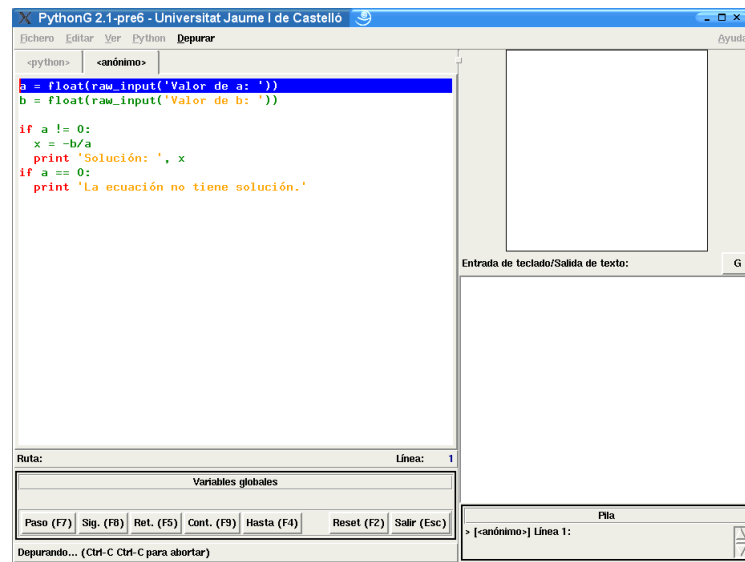 PythonG 2.1-pre6 - Universitat Jaume I de Castelló
Fichero Editar Ver Python Depurar Ayuda
<python> <anónimo>
a = float(raw_input('Valor de a: '))
b = float(raw_input('Valor de b: '))
if a != 0:
  x = -b/a
  print 'Solución: ', x
if a == 0:
  print 'La ecuación no tiene solución.'
Entrada de teclado/Salida de texto: G
Ruta: Línea: 1
Variables globales
Paso (F7) Sig. (F8) Ret. (F5) Cont. (F9) Hasta (F4) Reset (F2) Salir (Esc)
Depurando... (Ctrl-C Ctrl-C para abortar)
Pila
> [<anónimo>] Línea 1: